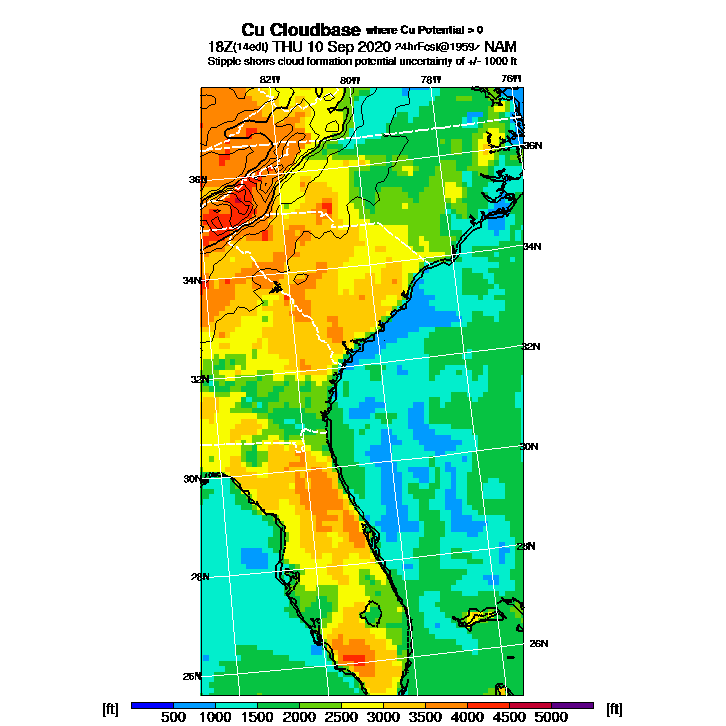 Cu Cloudbase where Cu Potential > 0
18Z(14edt) THU 10 Sep 2020 24hrFcst@1959z NAM
Stipple shows cloud formation potential uncertainty of +/- 1000 ft
82W 80W 78W 76W
36N
36N
34N
34N
32N
32N
30N
30N
28N
28N
26N
26N
[ft] 500 1000 1500 2000 2500 3000 3500 4000 4500 5000 [ft]